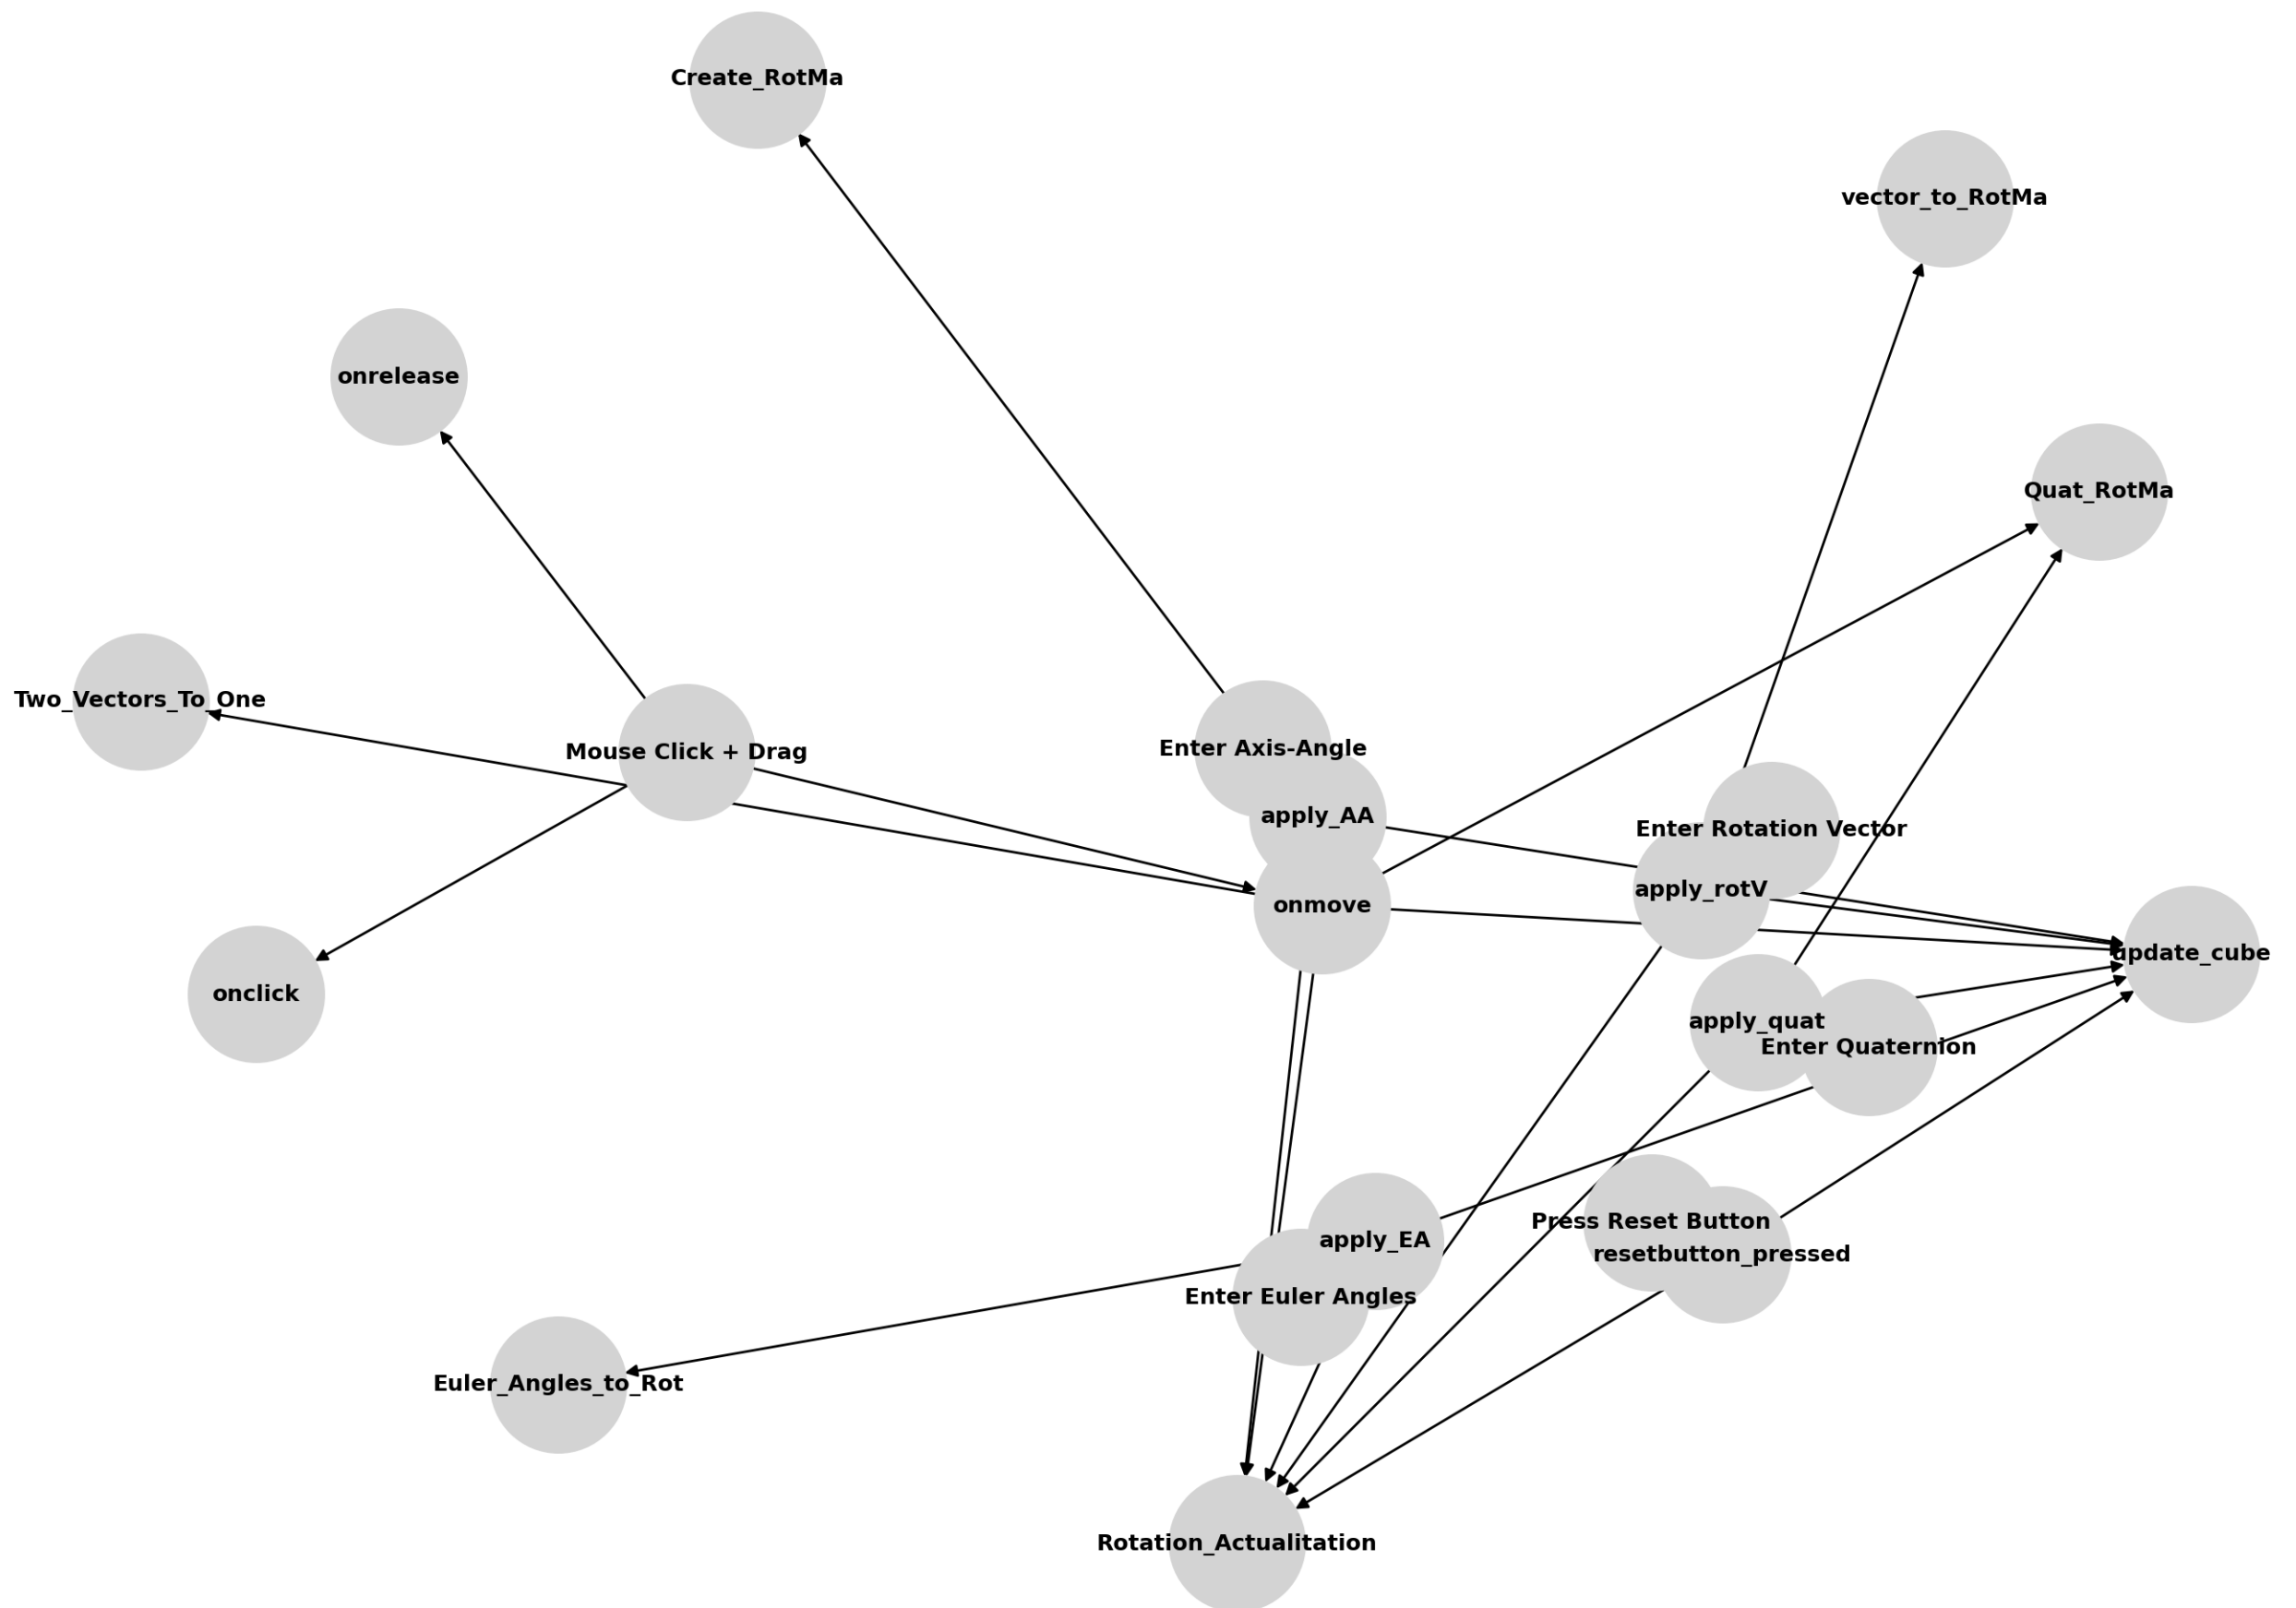 Create_RotMa
vector_to_RotMa
onrelease
Quat_RotMa
Two_Vectors_To_One
Mouse Click + Drag
Enter Axis-Angle
apply_AA
Enter Rotation Vector
apply_rotV
onmove
update_cube
onclick
apply_quat
Enter Quaternion
Press Reset Button
apply_EA
resetbutton_pressed
Enter Euler Angles
Euler_Angles_to_Rot
Rotation_Actualitation